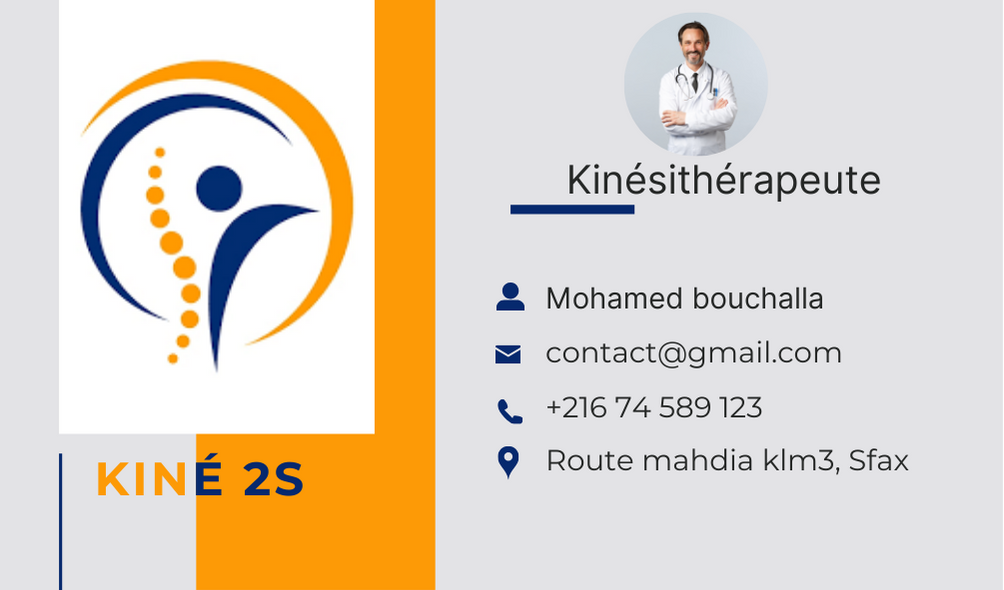 Kinésithérapeute
Mohamed bouchalla
contact@gmail.com
+216 74 589 123
Route mahdia klm3, Sfax
KINÉ 2S